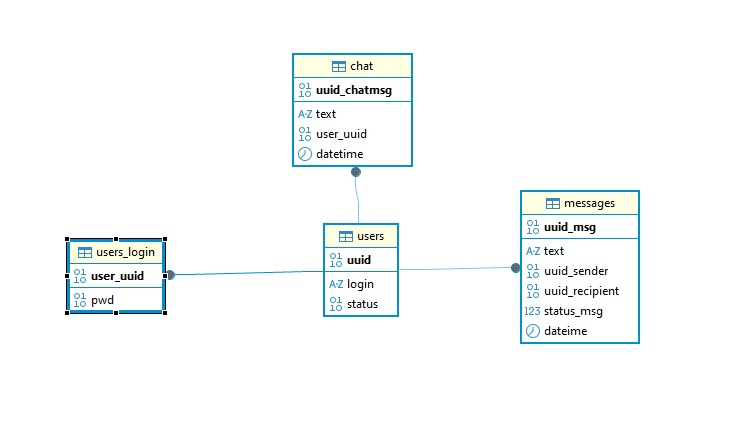 chat
uuid_chatmsg
A-Z text
user_uuid
datetime
messages
uuid_msg
A-Z text
uuid_sender
uuid_recipient
123 status_msg
dateime
users
uuid
A-Z login
status
users_login
user_uuid
pwd